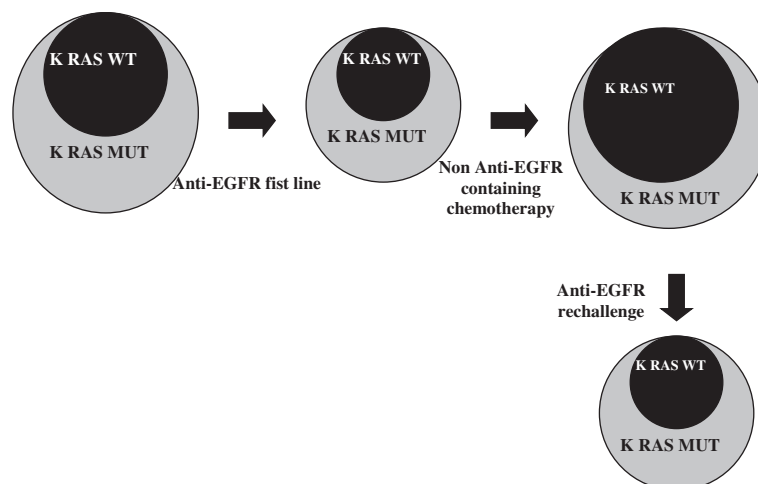 K RAS WT
K RAS MUT
Anti-EGFR fist line
K RAS WT
K RAS MUT
Non Anti-EGFR
containing
chemotherapy
K RAS WT
K RAS MUT
Anti-EGFR
rechallenge
K RAS WT
K RAS MUT